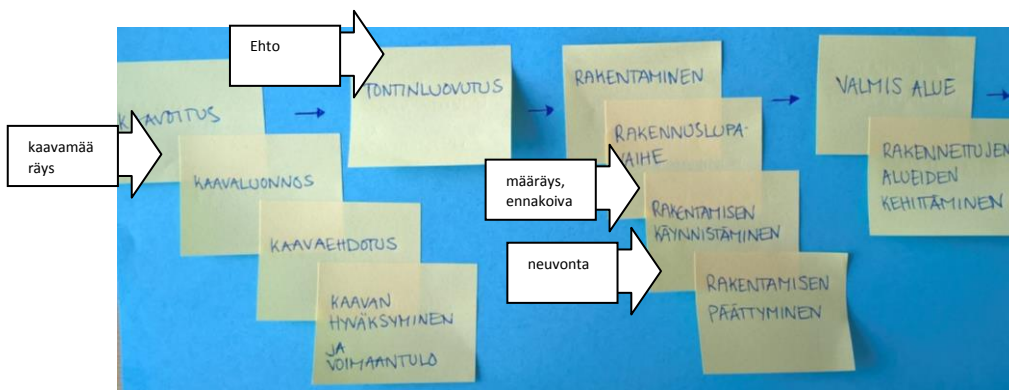 Ehto
kaavamää
räys
KAAVOITUS
→
KAAVALUONNOS
KAAVAEHDOTUS
KAAVAN
HYVÄKSYMINEN
JA
VOIMAANTULO
TONTINLUOVUTUS
→
RAKENTAMINEN
RAKENNUSLUPA-
VAIHE
määräys,
ennakoiva
RAKENTAMISEN
KÄYNNISTÄMINEN
neuvonta
RAKENTAMISEN
PÄÄTTYMINEN
→
VALMIS ALUE
→
RAKENNETTUJEN
ALUEIDEN
KEHITTÄMINEN